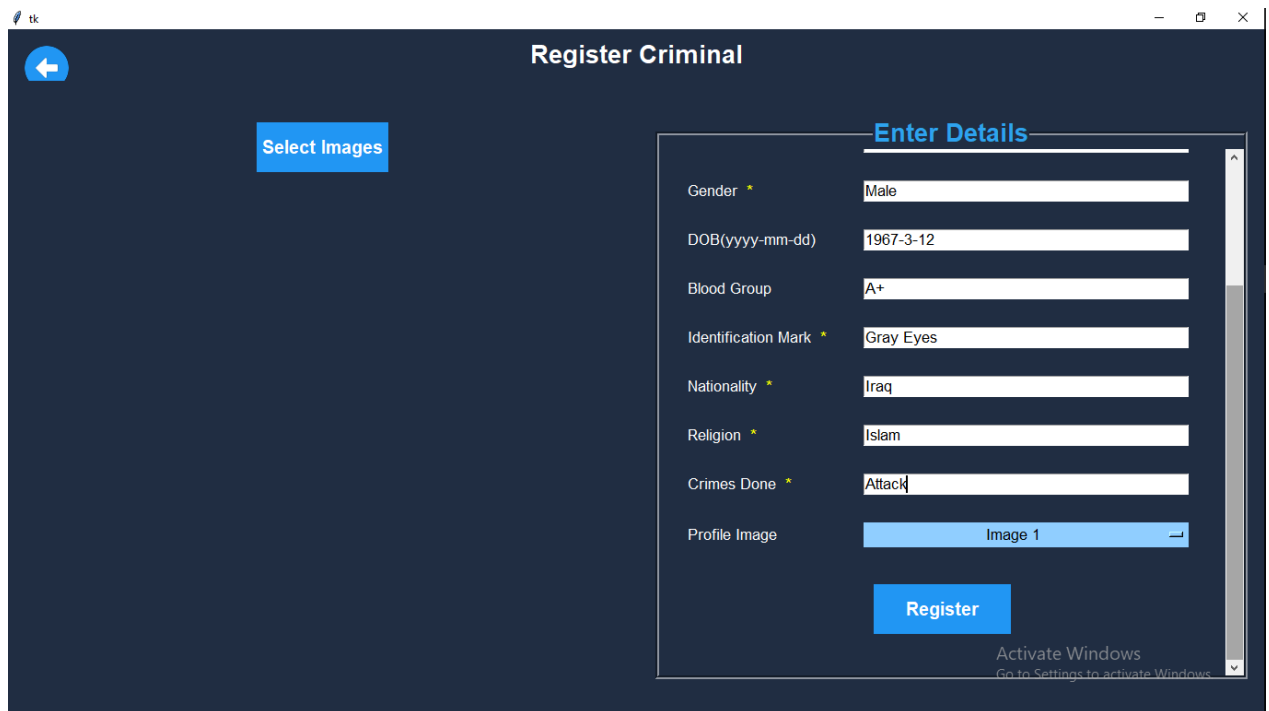 tk
Register Criminal
Select Images
Enter Details
Gender * Male
DOB(yyyy-mm-dd) 1967-3-12
Blood Group A+
Identification Mark * Gray Eyes
Nationality * Iraq
Religion * Islam
Crimes Done * Attack
Profile Image Image 1
Register
Activate Windows
Go to Settings to activate Windows.